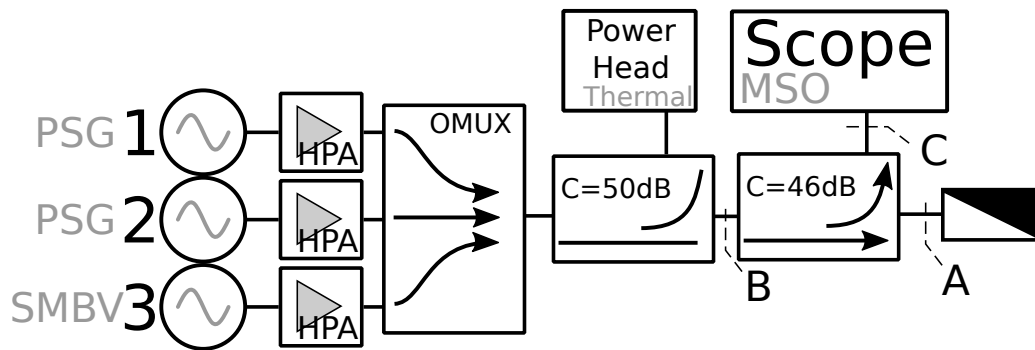 PSG 1
HPA
PSG 2
HPA
SMBV 3
HPA
OMUX
Power
Head
Thermal
C=50dB
Scope
MSO
C=46dB
C
B
A